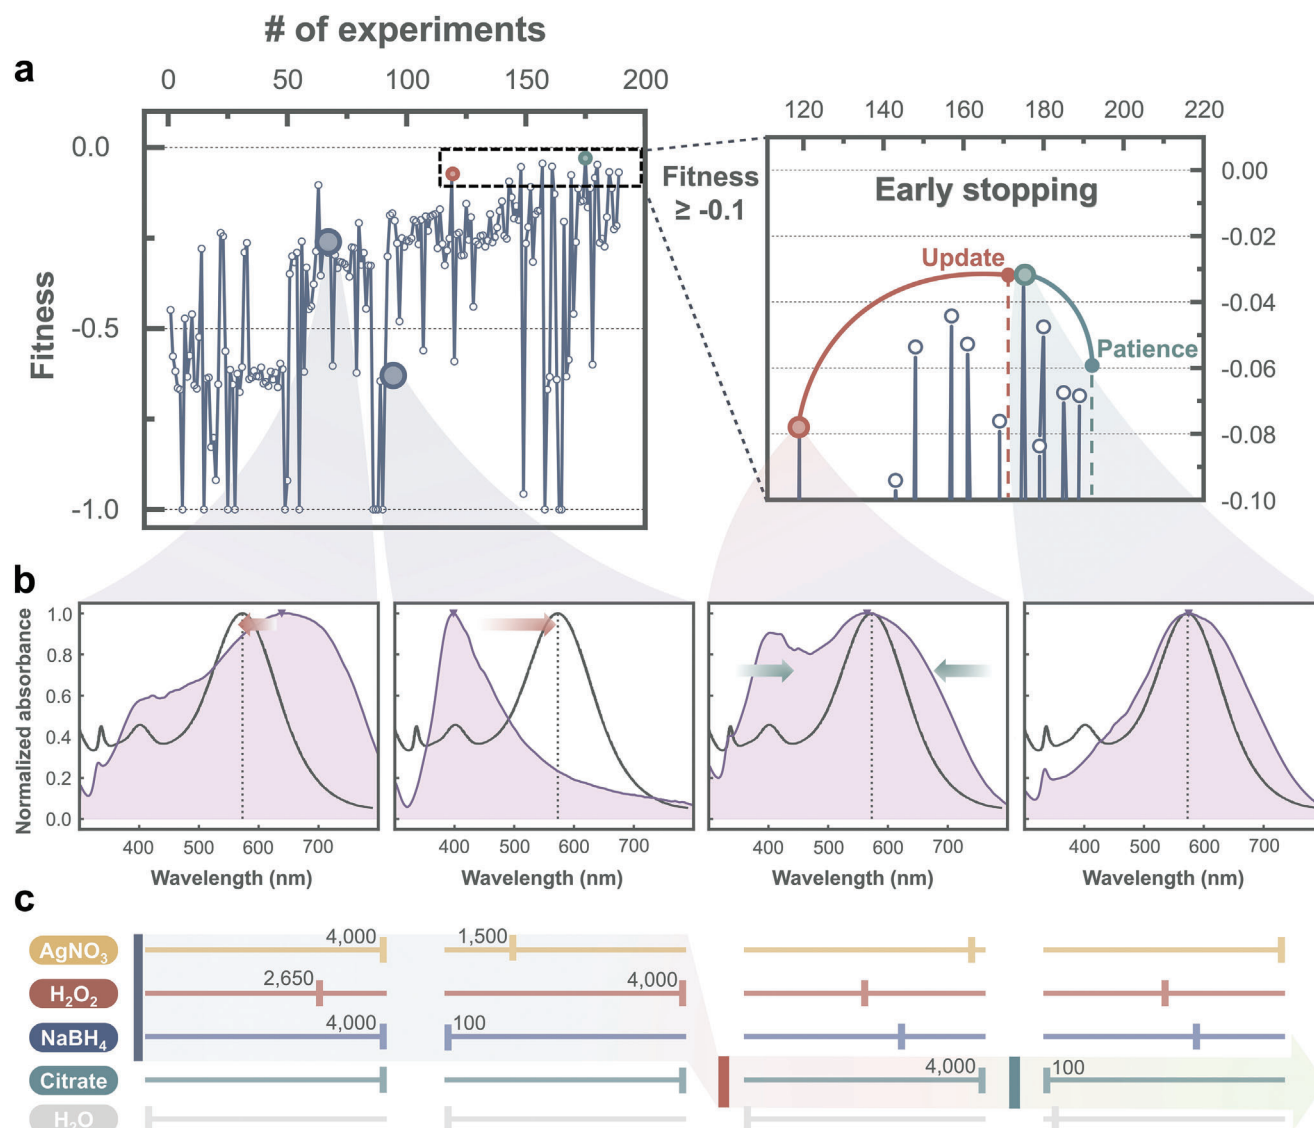 # of experiments
a
0 50 100 150 200
120 140 160 180 200 220
Fitness
0.0
-0.5
-1.0
Fitness
≥ -0.1
Early stopping
Update
Patience
0.00
-0.02
-0.04
-0.06
-0.08
-0.10
b
Normalized absorbance
1.0
0.8
0.6
0.4
0.2
0.0
400 500 600 700
400 500 600 700
400 500 600 700
400 500 600 700
Wavelength (nm)
Wavelength (nm)
Wavelength (nm)
Wavelength (nm)
c
AgNO₃ 4,000 1,500
H₂O₂ 2,650 4,000
NaBH₄ 4,000 100
Citrate 4,000 100
H₂O